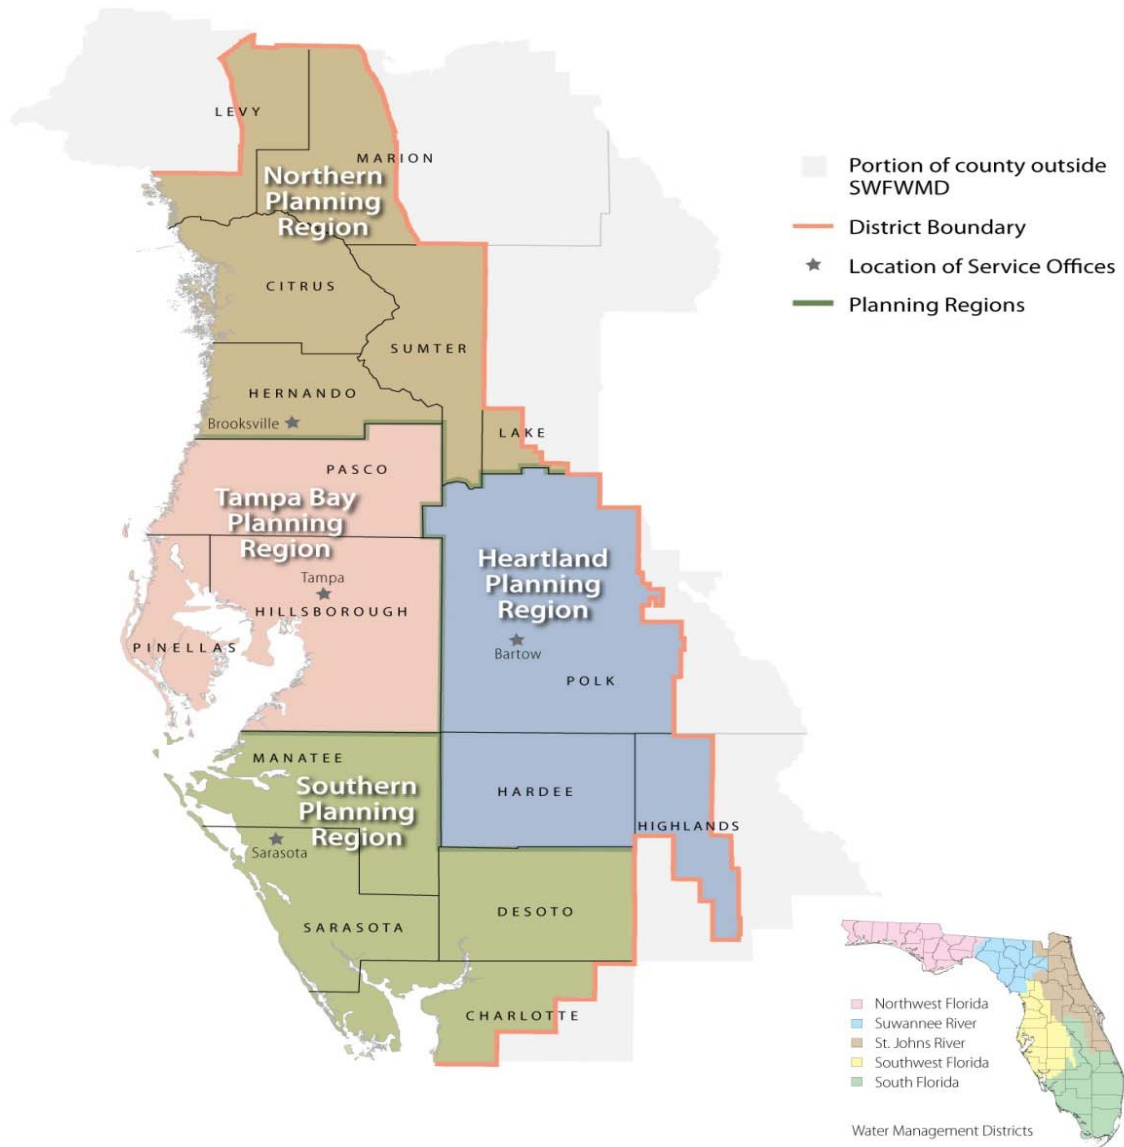 LEVY
MARION
Northern
Planning
Region
CITRUS
SUMTER
HERNANDO
Brooksville
LAKE
PASCO
Tampa Bay
Planning
Region
Tampa
HILLSBOROUGH
PINELLAS
Heartland
Planning
Region
Bartow
POLK
MANATEE
Southern
Planning
Region
Sarasota
HARDEE
HIGHLANDS
DESOTO
SARASOTA
CHARLOTTE
Portion of county outside
SWFWMD
District Boundary
Location of Service Offices
Planning Regions
Northwest Florida
Suwannee River
St. Johns River
Southwest Florida
South Florida
Water Management Districts